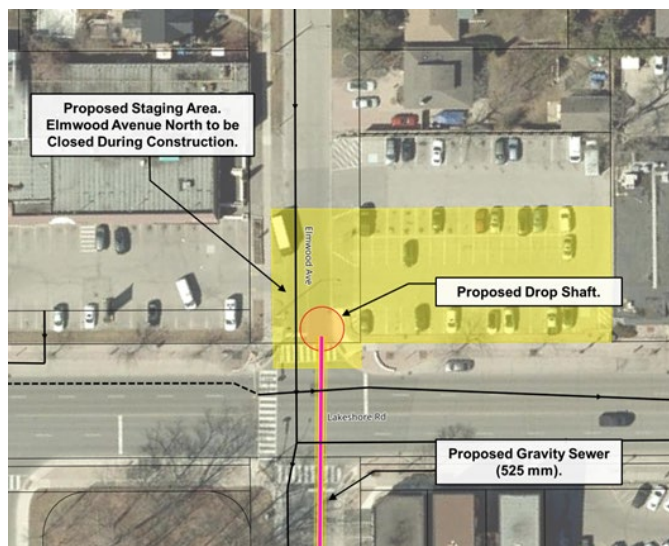 Proposed Staging Area.
Elmwood Avenue North to be
Closed During Construction.
Elmwood Ave
Proposed Drop Shaft.
Lakeshore Rd
Proposed Gravity Sewer
(525 mm).